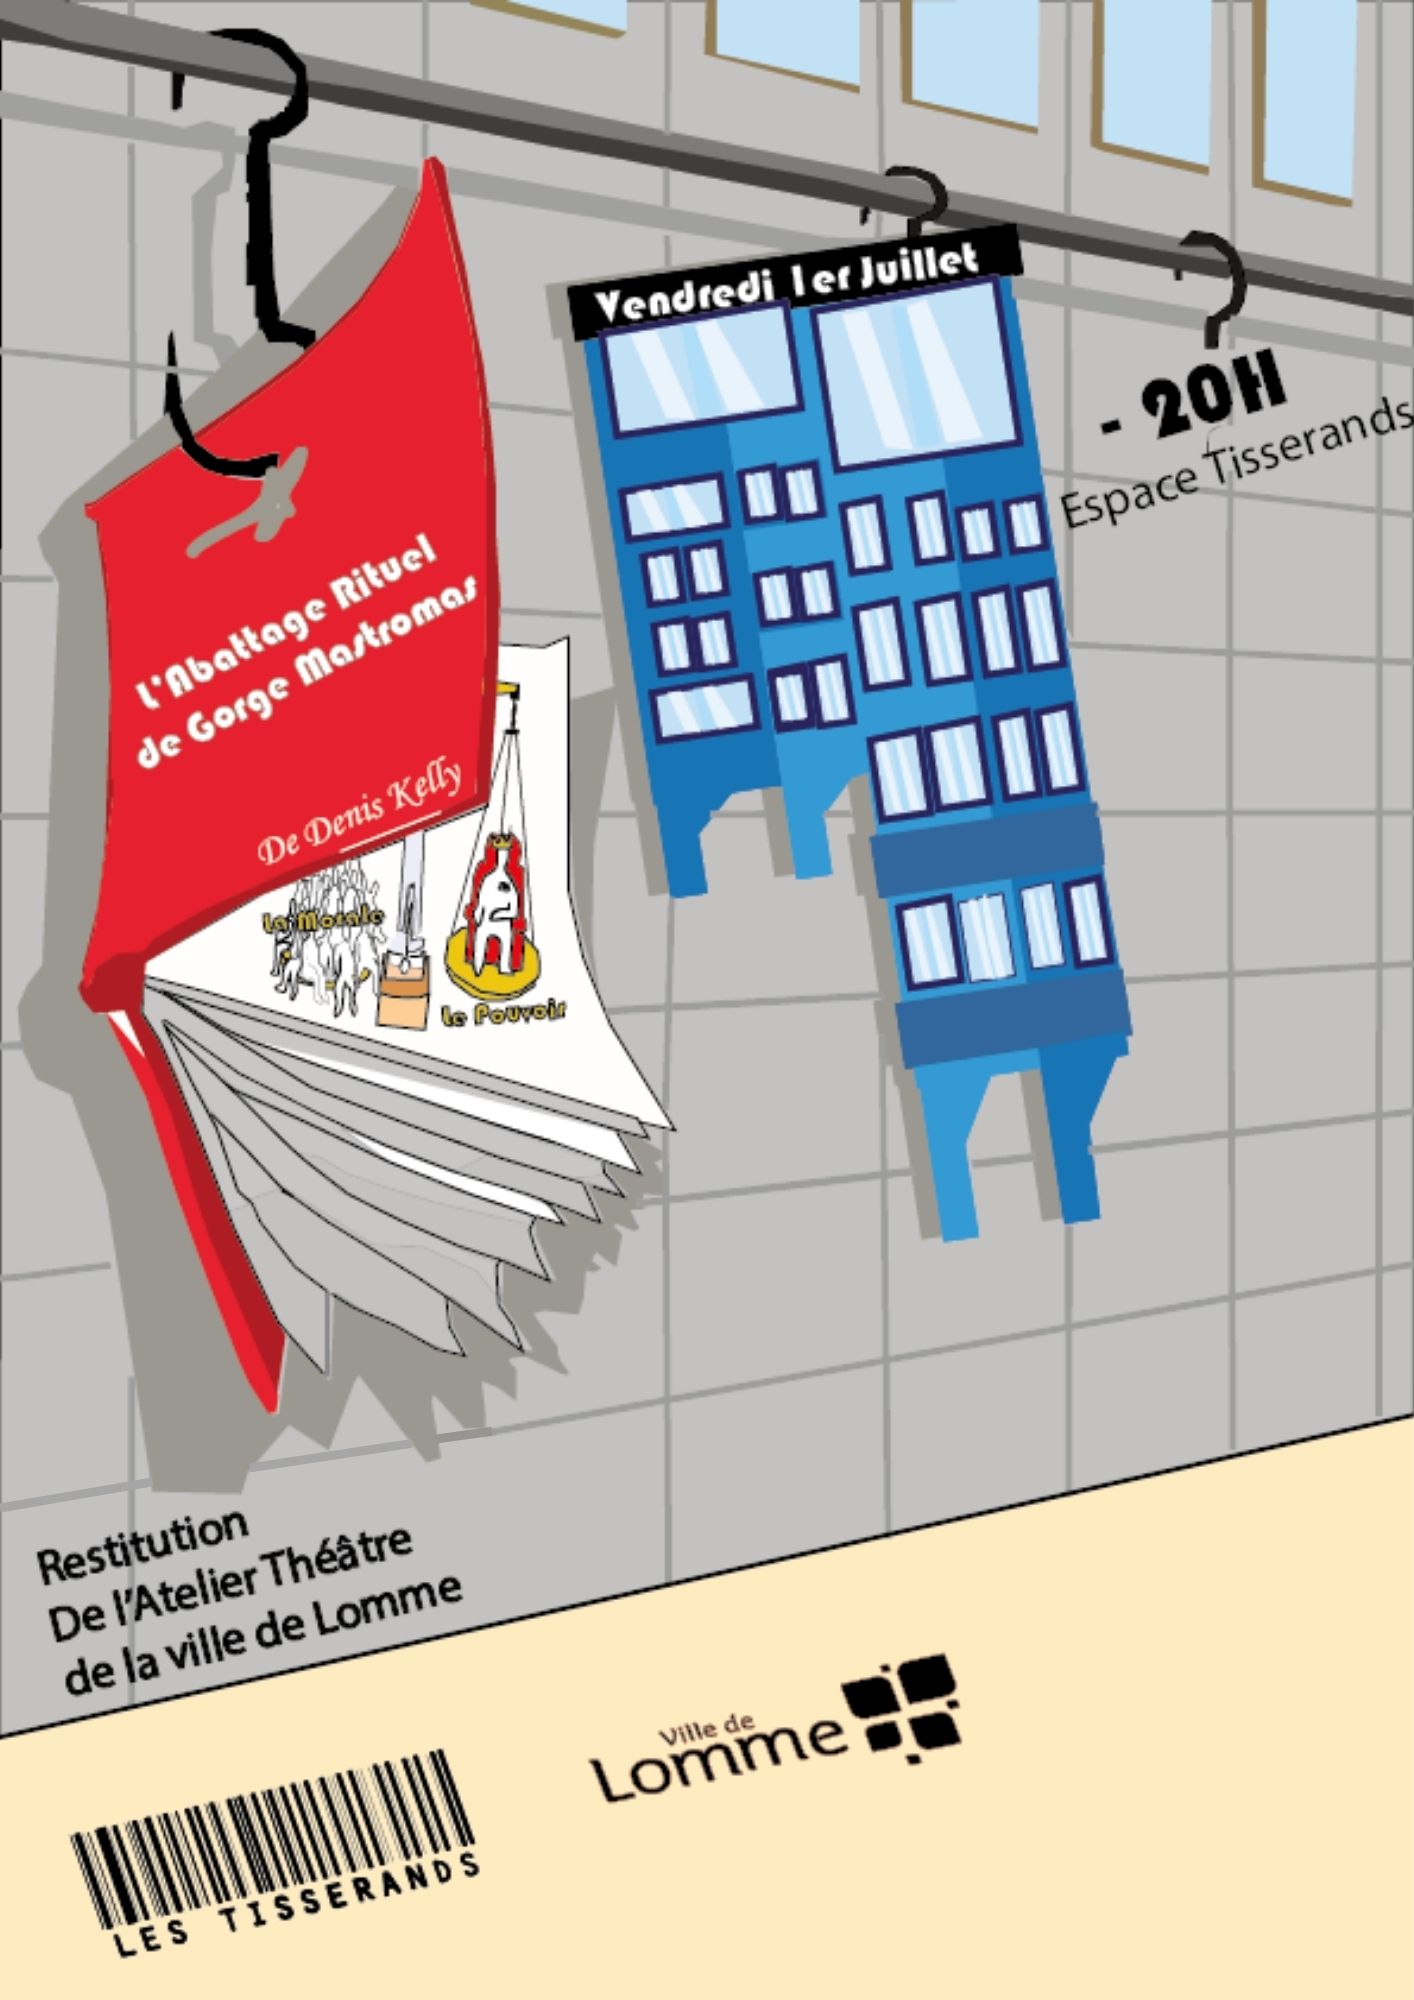 Vendredi 1er Juillet
- 20H
Espace Tisserands
L'Abattage Rituel
de Gorge Mastromas
De Denis Kelly
La Morale
Le Pouvoir
Restitution
De l'Atelier Théâtre
de la ville de Lomme
Ville de
Lomme
LES TISSERANDS